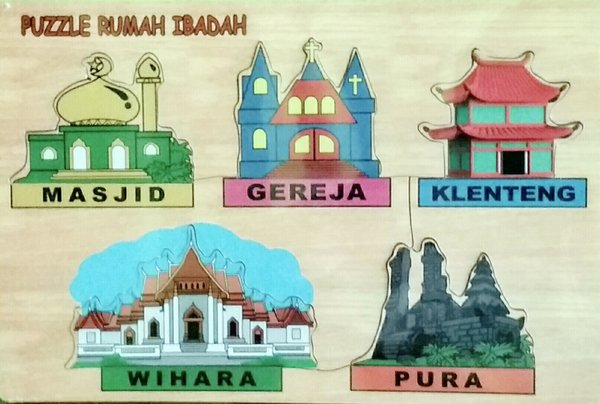 PUZZLE RUMAH IBADAH
MASJID
GEREJA
KLENTENG
WIHARA
PURA